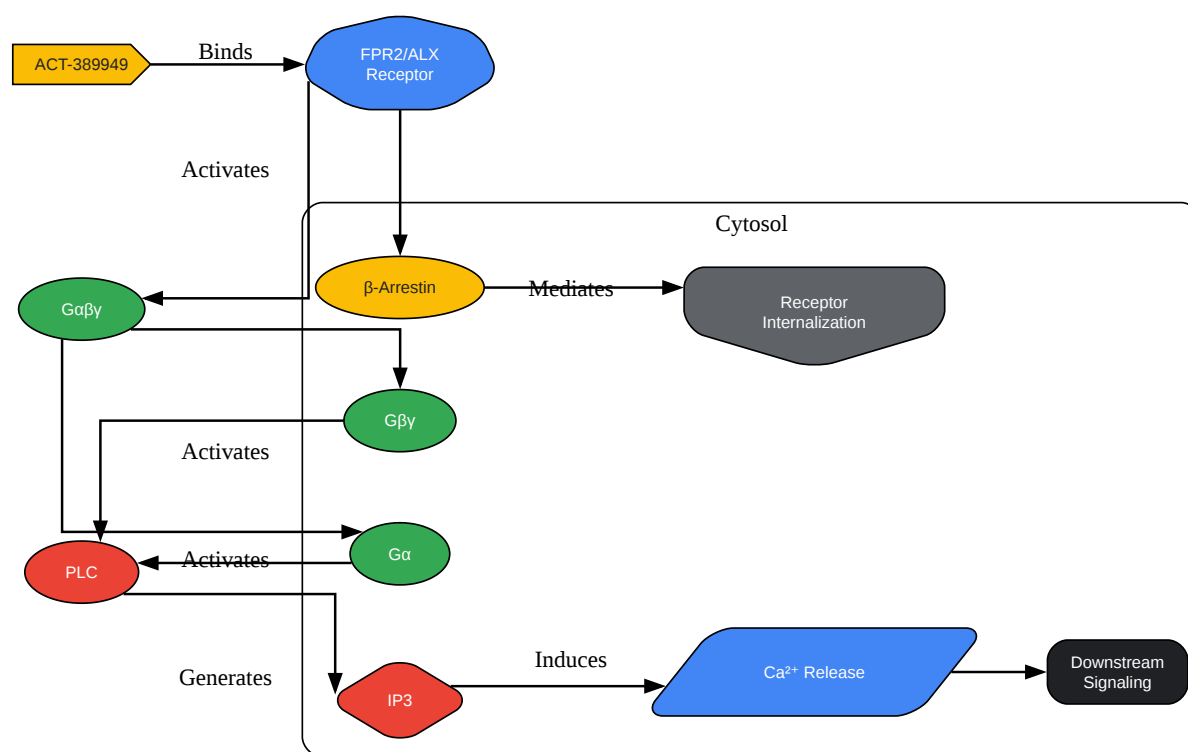 ACT-389949
Binds
FPR2/ALX
Receptor
Activates
Cytosol
Gαβγ
β-Arrestin
Mediates
Receptor
Internalization
Gβγ
Activates
Gα
Activates
PLC
Generates
IP3
Induces
Ca²⁺ Release
Downstream
Signaling